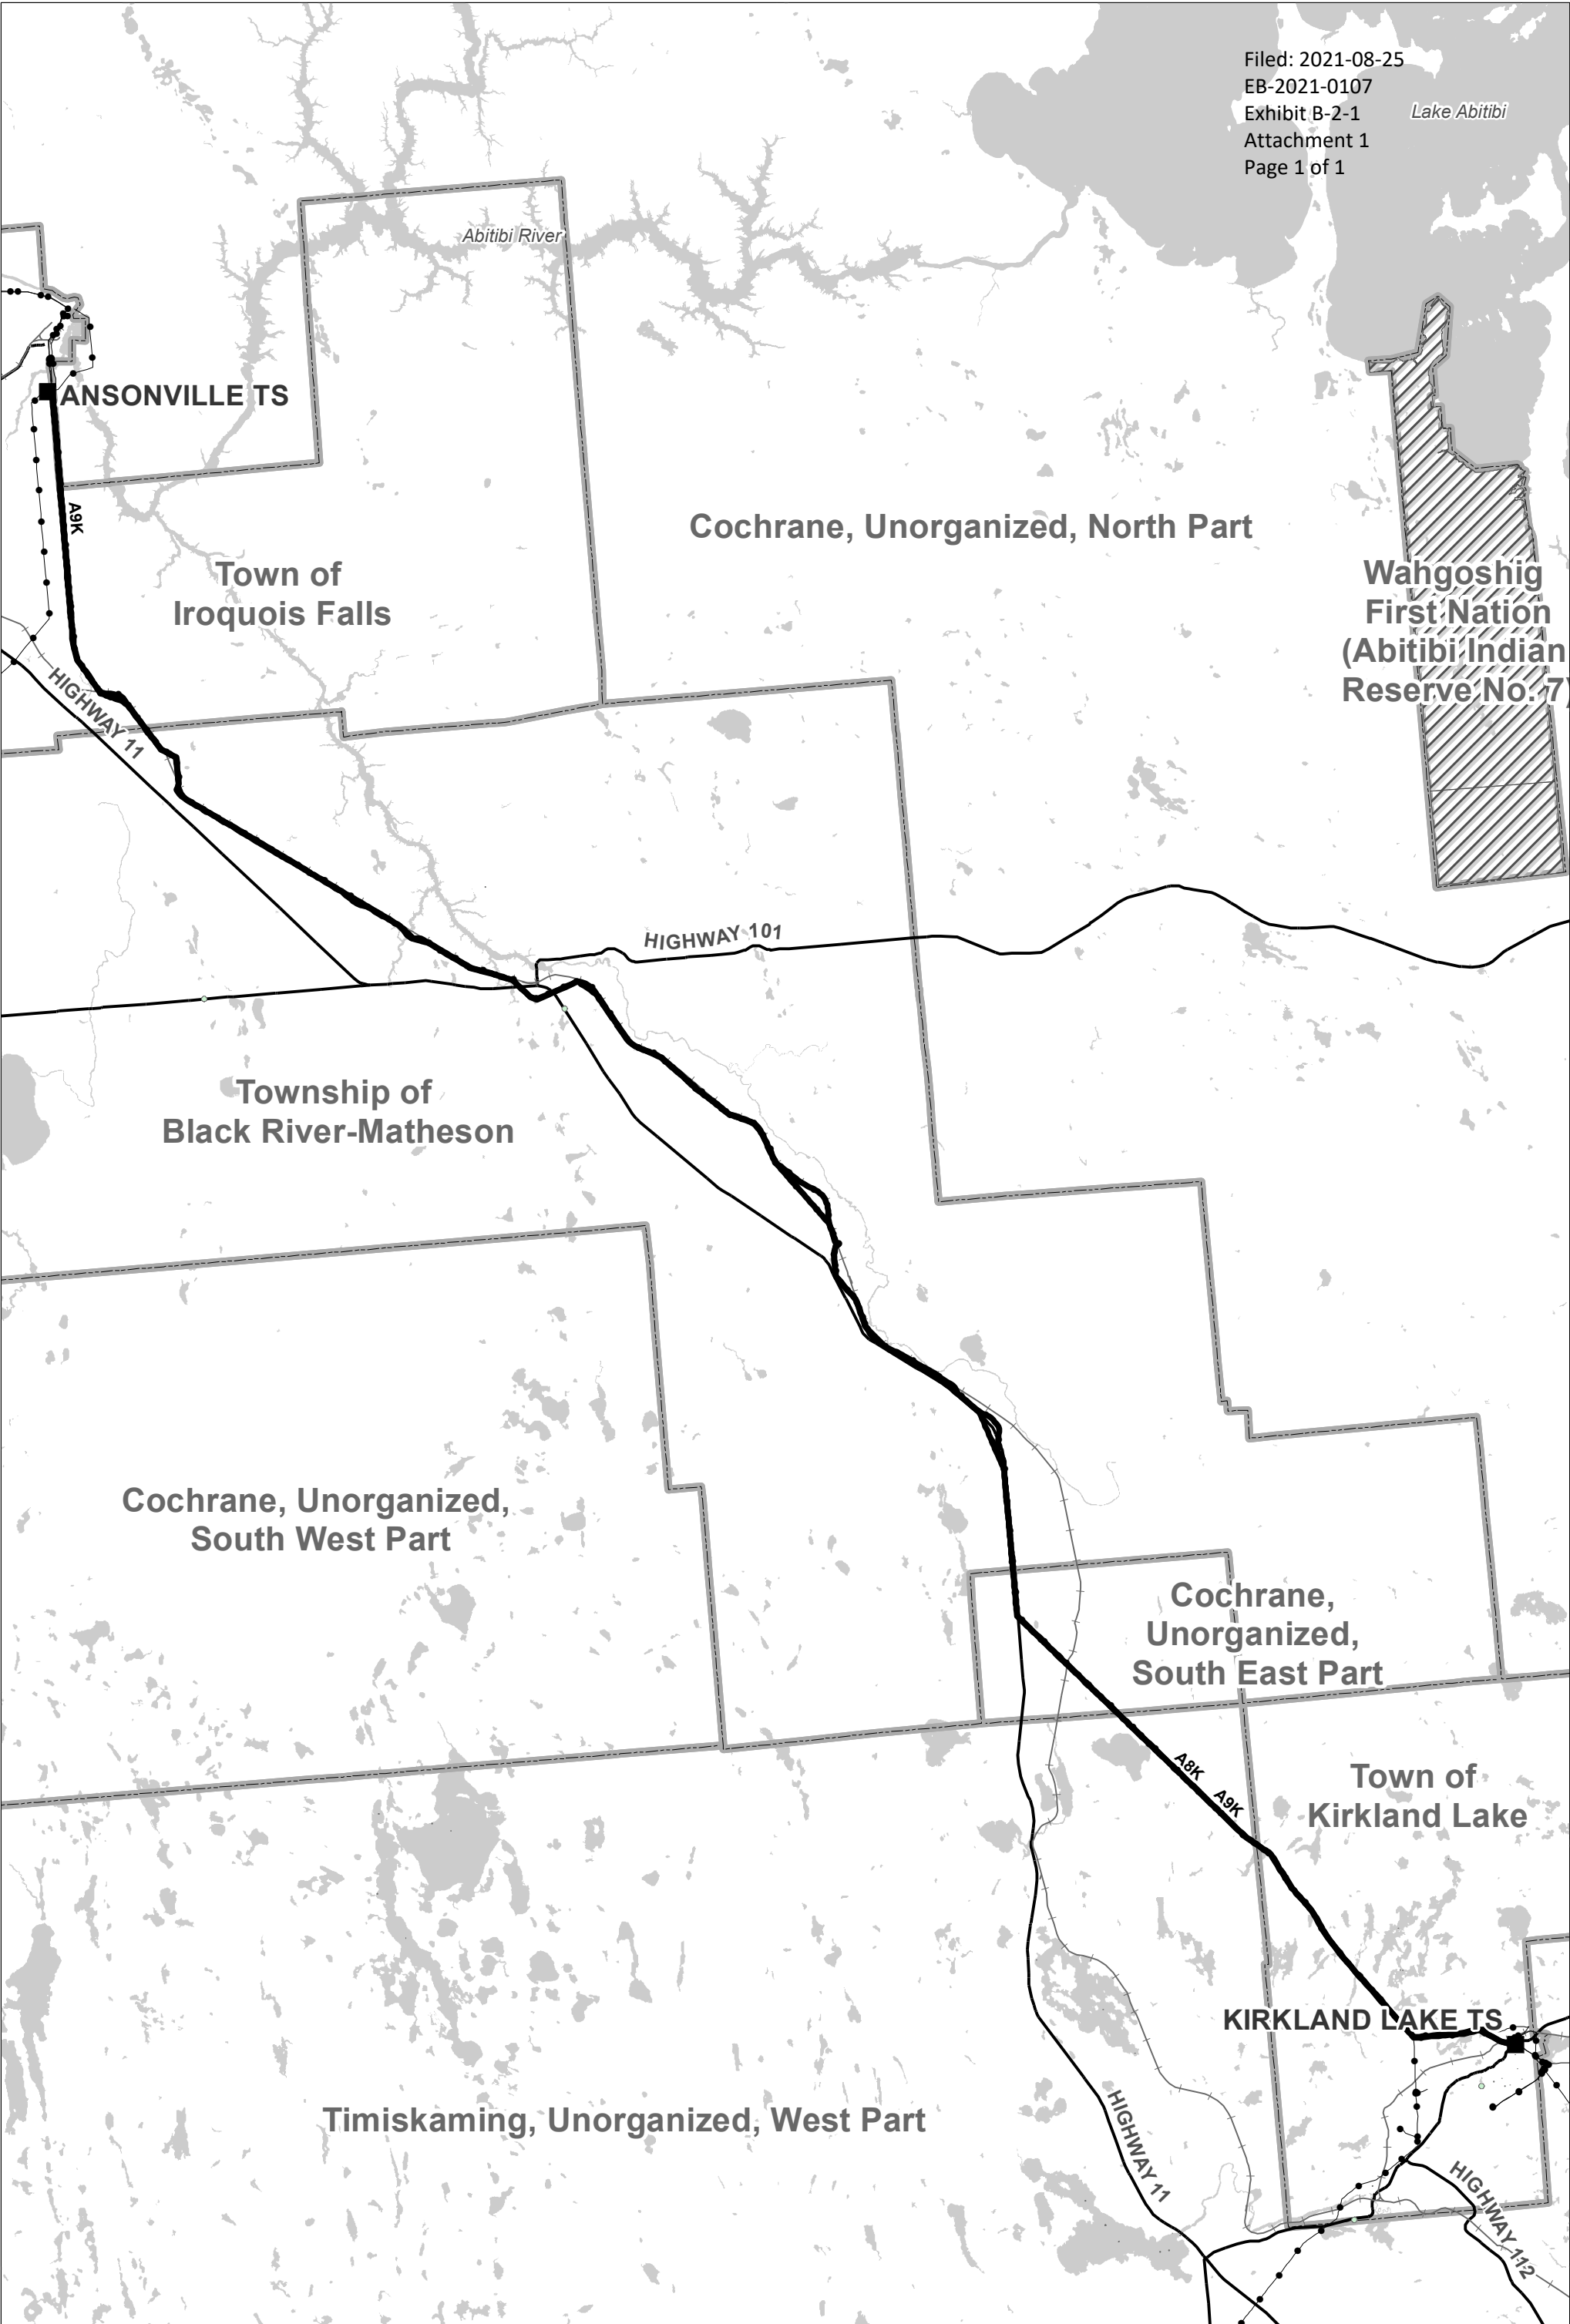 Filed: 2021-08-25
EB-2021-0107
Exhibit B-2-1
Attachment 1
Page 1 of 1
Lake Abitibi
Abitibi River
ANSONVILLE TS
A9K
Cochrane, Unorganized, North Part
Town of
Iroquois Falls
Wahgoshig
First Nation
(Abitibi Indian
Reserve No. 7)
HIGHWAY 11
HIGHWAY 101
Township of
Black River-Matheson
Cochrane, Unorganized,
South West Part
Cochrane,
Unorganized,
South East Part
A8K
A9K
Town of
Kirkland Lake
KIRKLAND LAKE TS
Timiskaming, Unorganized, West Part
HIGHWAY 11
HIGHWAY 112